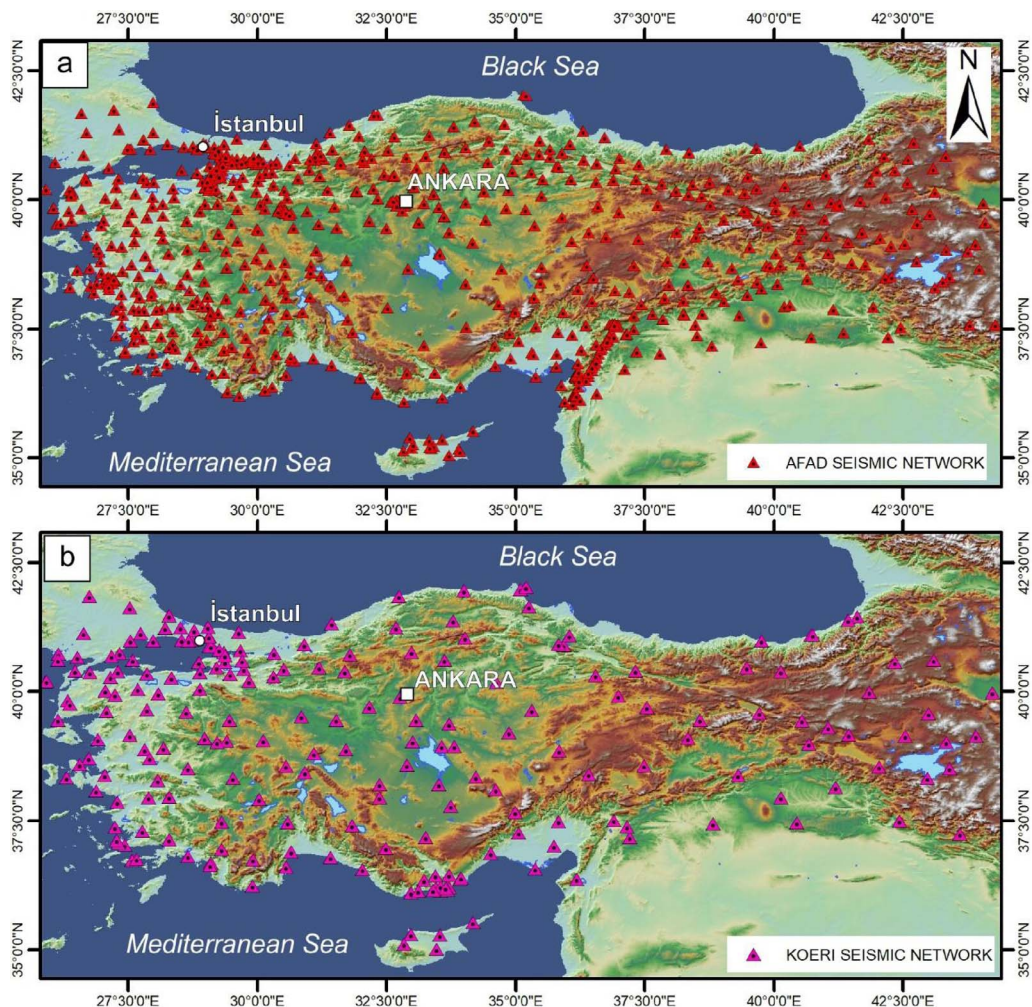 27°30'0"E 30°0'0"E 32°30'0"E 35°0'0"E 37°30'0"E 40°0'0"E 42°30'0"E
a
Black Sea
N
42°30'0"N
42°30'0"N
İstanbul
40°0'0"N
ANKARA
40°0'0"N
37°30'0"N
37°30'0"N
Mediterranean Sea
AFAD SEISMIC NETWORK
35°0'0"N
35°0'0"N
27°30'0"E 30°0'0"E 32°30'0"E 35°0'0"E 37°30'0"E 40°0'0"E 42°30'0"E
b
Black Sea
42°30'0"N
42°30'0"N
İstanbul
40°0'0"N
ANKARA
40°0'0"N
37°30'0"N
37°30'0"N
Mediterranean Sea
KOERI SEISMIC NETWORK
35°0'0"N
35°0'0"N
27°30'0"E 30°0'0"E 32°30'0"E 35°0'0"E 37°30'0"E 40°0'0"E 42°30'0"E